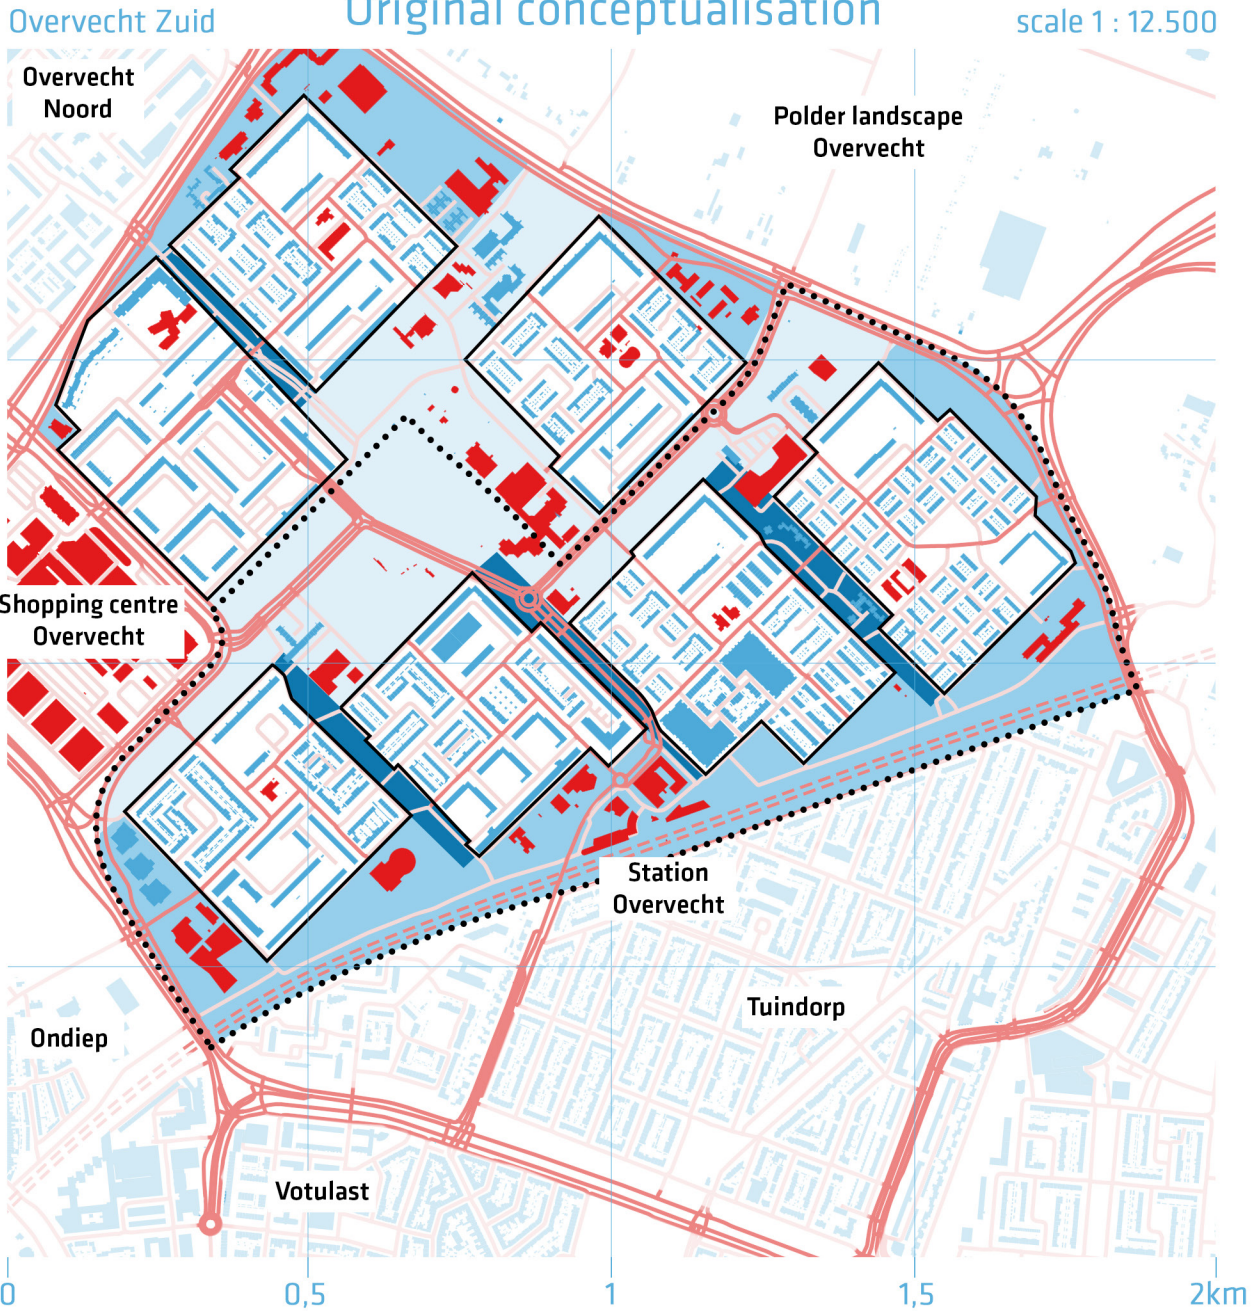 Overvecht Zuid
Original conceptualisation
scale 1 : 12.500
Overvecht
Noord
Polder landscape
Overvecht
Shopping centre
Overvecht
Station
Overvecht
Tuindorp
Ondiep
Votulast
0
0,5
1
1,5
2km